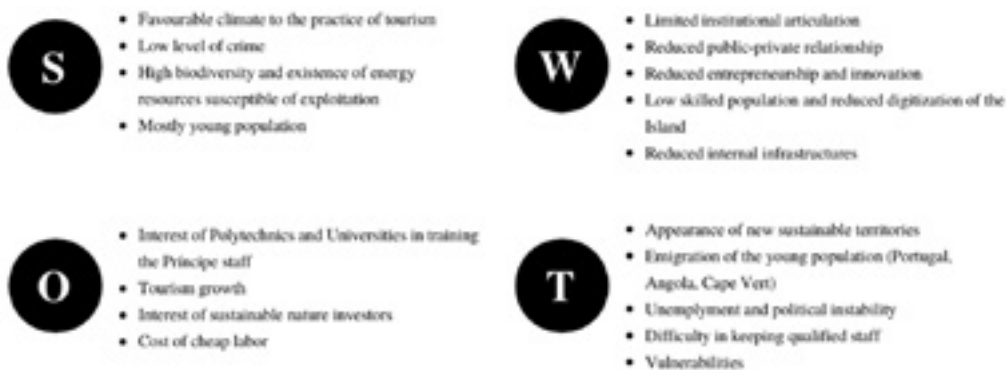 S
• Favourable climate to the practice of tourism
• Low level of crime
• High biodiversity and existence of energy
resources susceptible of exploitation
• Mostly young population
W
• Limited institutional articulation
• Reduced public-private relationship
• Reduced entrepreneurship and innovation
• Low skilled population and reduced digitization of the
Island
• Reduced internal infrastructures
O
• Interest of Polytechnics and Universities in training
the Principe staff
• Tourism growth
• Interest of sustainable nature investors
• Cost of cheap labor
T
• Appearance of new sustainable territories
• Emigration of the young population (Portugal,
Angola, Cape Vert)
• Unemplyment and political instability
• Difficulty in keeping qualified staff
• Vulnerabilities